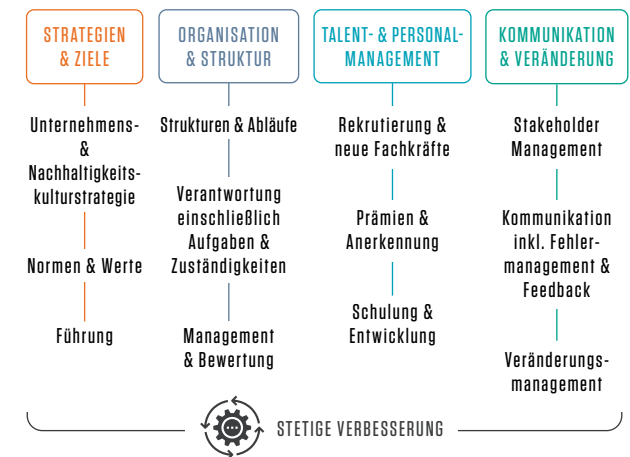 STRATEGIEN
& ZIELE
Unternehmens-
&
Nachhaltigkeits-
kulturstrategie
Normen & Werte
Führung
ORGANISATION
& STRUKTUR
Strukturen & Abläufe
Verantwortung
einschließlich
Aufgaben &
Zuständigkeiten
Management
& Bewertung
TALENT- & PERSONAL-
MANAGEMENT
Rekrutierung &
neue Fachkräfte
Prämien &
Anerkennung
Schulung &
Entwicklung
KOMMUNIKATION
& VERÄNDERUNG
Stakeholder
Management
Kommunikation
inkl. Fehler-
management &
Feedback
Veränderungs-
management
STETIGE VERBESSERUNG